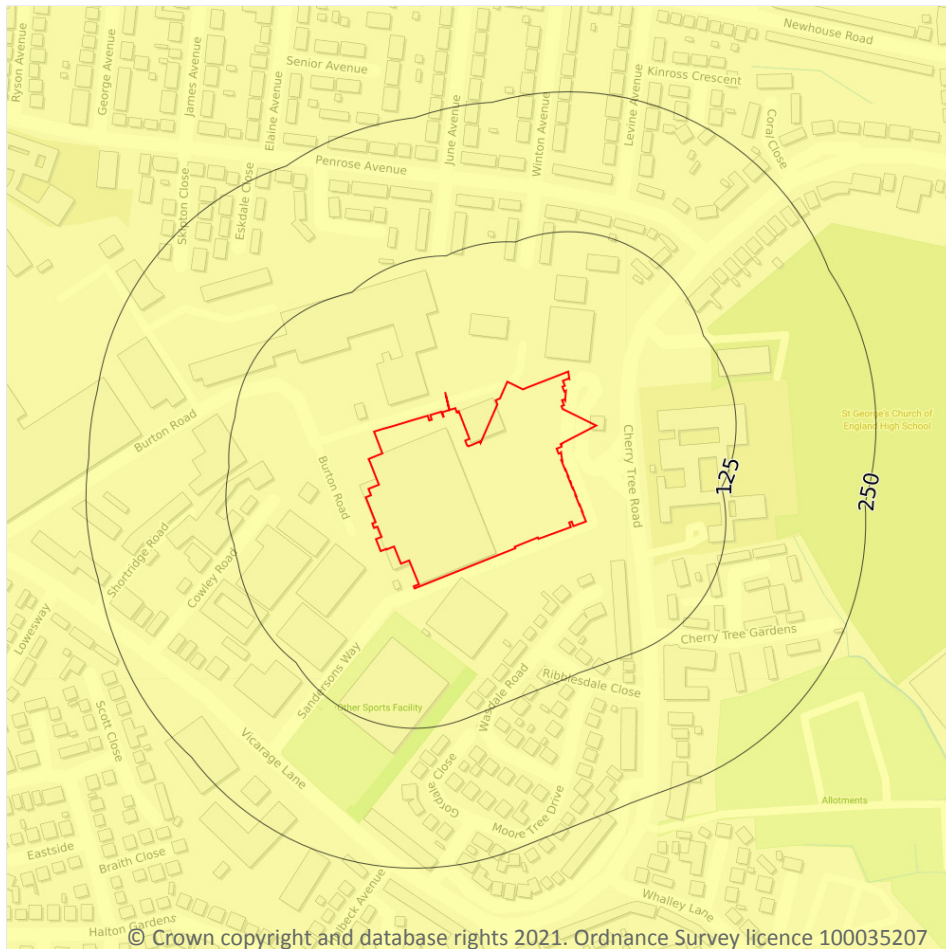 Newhouse Road
Ryson Avenue
George Avenue
James Avenue
Senior Avenue
Elaine Avenue
June Avenue
Winton Avenue
Levine Avenue
Kinross Crescent
Coral Close
Penrose Avenue
Skipton Close
Eskdale Close
Burton Road
Burton Road
Cherry Tree Road
St George's Church of
England High School
125
250
Shortridge Road
Cowley Road
Lowesway
Sandersons Way
Cherry Tree Gardens
Ribblesdale Close
Wasdale Road
Other Sports Facility
Scott Close
Vicarage Lane
Gordale Close
Moore Tree Drive
Allotments
Eastside
Braith Close
Halton Gardens
Whalley Lane
© Crown copyright and database rights 2021. Ordnance Survey licence 100035207